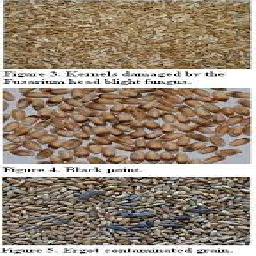 Figure 3. Kernels damaged by the
Fusarium head blight fungus.
Figure 4. Black point.
Figure 5. Ergot contaminated grain.